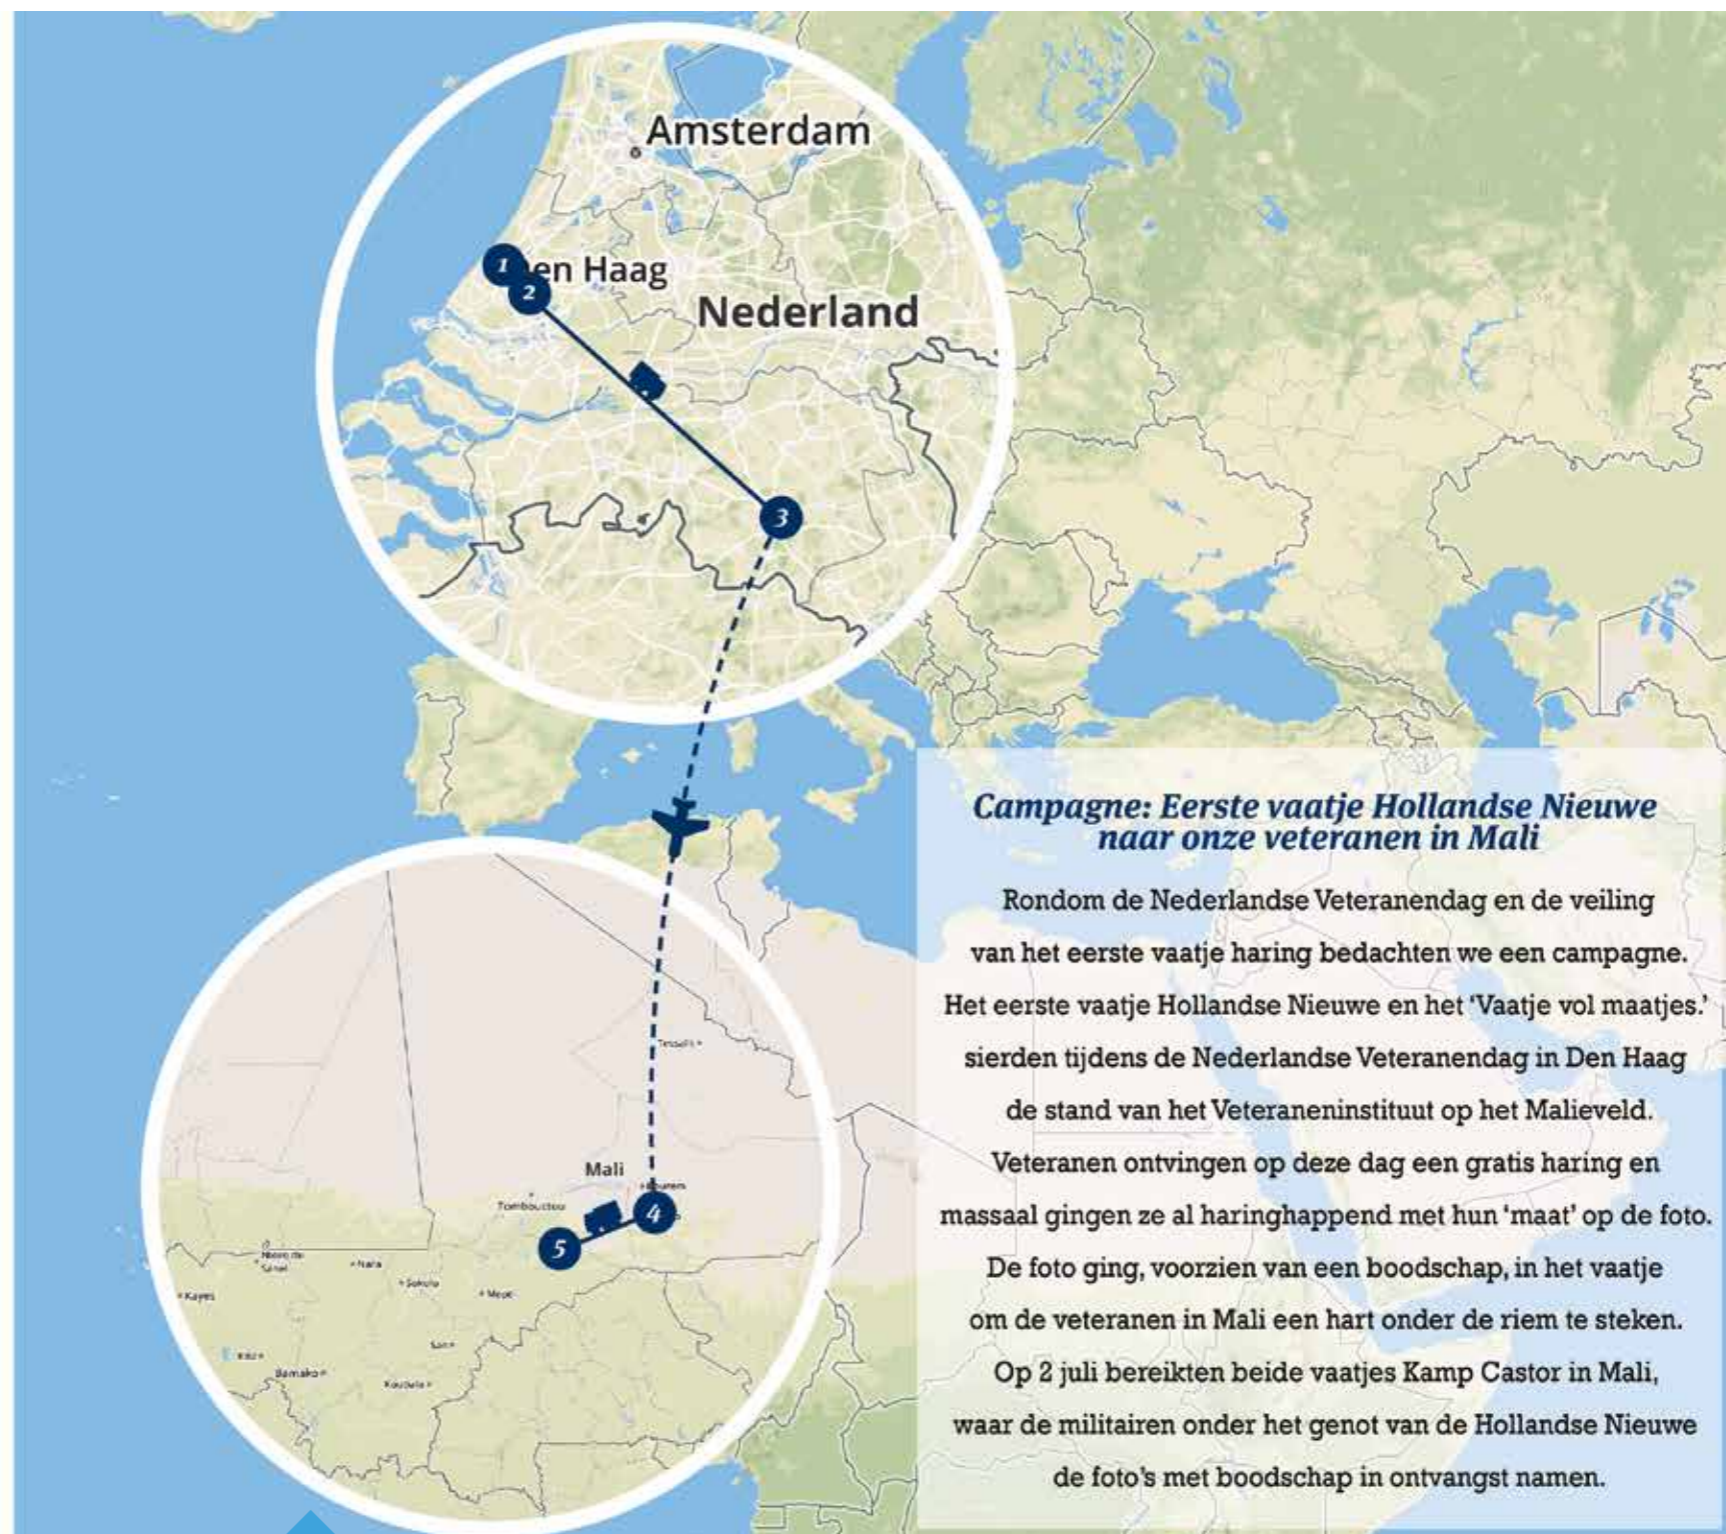 Amsterdam
1
en Haag
2
Nederland
3
Campagne: Eerste vaatje Hollandse Nieuwe
naar onze veteranen in Mali
Rondom de Nederlandse Veteranendag en de veiling
van het eerste vaatje haring bedachten we een campagne.
Het eerste vaatje Hollandse Nieuwe en het ‘Vaatje vol maatjes.’
sierden tijdens de Nederlandse Veteranendag in Den Haag
de stand van het Veteraneninstituut op het Malieveld.
Veteranen ontvingen op deze dag een gratis haring en
massaal gingen ze al haringhappend met hun ‘maat’ op de foto.
De foto ging, voorzien van een boodschap, in het vaatje
om de veteranen in Mali een hart onder de riem te steken.
Op 2 juli bereikten beide vaatjes Kamp Castor in Mali,
waar de militairen onder het genot van de Hollandse Nieuwe
de foto’s met boodschap in ontvangst namen.
Mali
Tombouctou
4
5
Nara
Sokolo
Kayes
San
Bamako